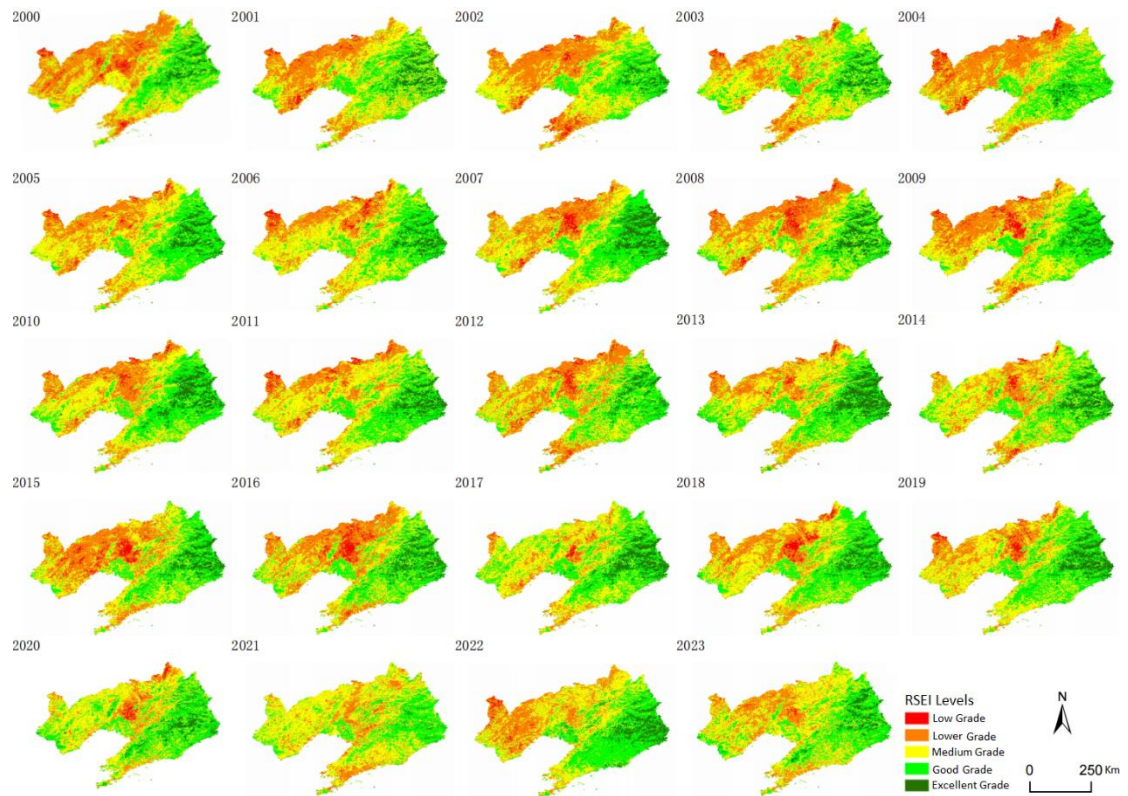 2000 2001 2002 2003 2004
2005 2006 2007 2008 2009
2010 2011 2012 2013 2014
2015 2016 2017 2018 2019
2020 2021 2022 2023
RSEI Levels
Low Grade
Lower Grade
Medium Grade
Good Grade
Excellent Grade
N
0 250 Km